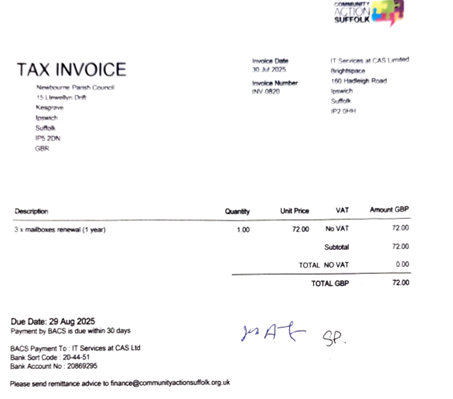 COMMUNITY
ACTION
SUFFOLK
TAX INVOICE
Newbourne Parish Council
15 Llewellyn Drift
Kesgrave
Ipswich
Suffolk
IP5 2DN
GBR
Invoice Date
30 Jul 2025
Invoice Number
INV 0820
IT Services at CAS Limited
Brightspace
160 Hadleigh Road
Ipswich
Suffolk
IP2 0HH
Description Quantity Unit Price VAT Amount GBP
3 x mailboxes renewal (1 year) 1.00 72.00 No VAT 72.00
Subtotal 72.00
TOTAL NO VAT 0.00
TOTAL GBP 72.00
Due Date: 29 Aug 2025
Payment by BACS is due within 30 days
BACS Payment To : IT Services at CAS Ltd
Bank Sort Code : 20-44-51
Bank Account No : 20869295
SP.
Please send remittance advice to finance@communityactionsuffolk.org.uk